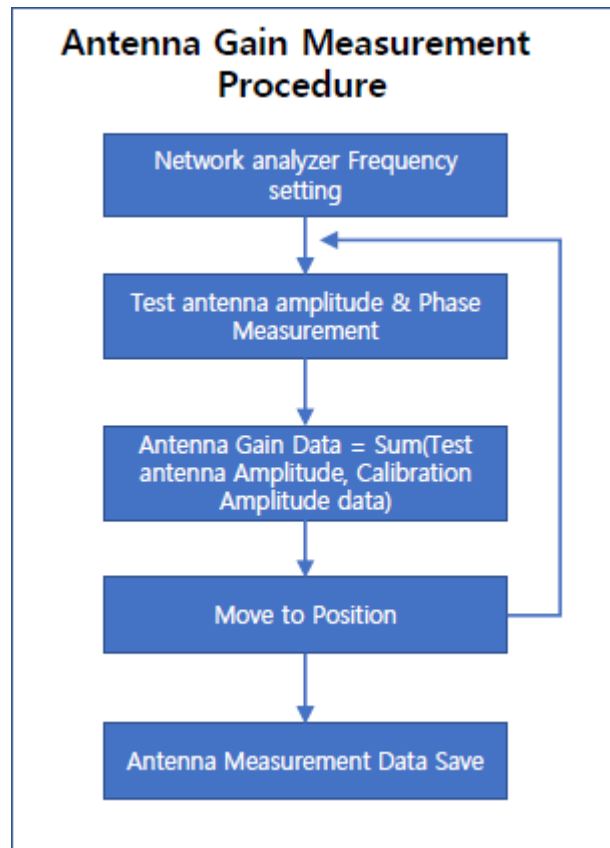 Antenna Gain Measurement
Procedure
Network analyzer Frequency
setting
Test antenna amplitude & Phase
Measurement
Antenna Gain Data = Sum(Test
antenna Amplitude, Calibration
Amplitude data)
Move to Position
Antenna Measurement Data Save